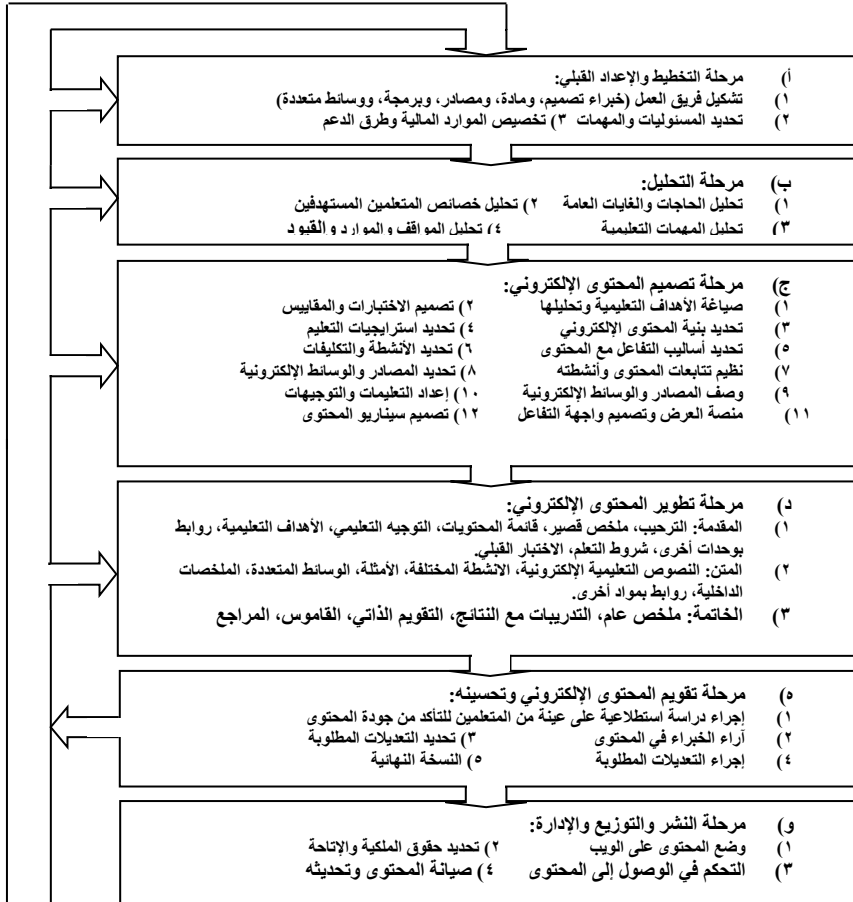 أ) مرحلة التخطيط والإعداد القبلي:
١) تشكيل فريق العمل (خبراء تصميم، ومادة، ومصادر، وبرمجة، ووسائط متعددة)
٢) تحديد المسئوليات والمهمات ٣) تخصيص الموارد المالية وطرق الدعم
ب) مرحلة التحليل:
١) تحليل الحاجات والغايات العامة ٢) تحليل خصائص المتعلمين المستهدفين
٣) تحليل المهمات التعليمية ٤) تحليل المواقف والموارد والقيود
ج) مرحلة تصميم المحتوى الإلكتروني:
١) صياغة الأهداف التعليمية وتحليلها ٢) تصميم الاختبارات والمقاييس
٣) تحديد بنية المحتوى الإلكتروني ٤) تحديد استراتيجيات التعليم
٥) تحديد أساليب التفاعل مع المحتوى ٦) تحديد الأنشطة والتكليفات
٧) نظيم تتابعات المحتوى وأنشطته ٨) تحديد المصادر والوسائط الإلكترونية
٩) وصف المصادر والوسائط الإلكترونية ١٠) إعداد التعليمات والتوجيهات
١١) منصة العرض وتصميم واجهة التفاعل ١٢) تصميم سيناريو المحتوى
د) مرحلة تطوير المحتوى الإلكتروني:
١) المقدمة: الترحيب، ملخص قصير، قائمة المحتويات، التوجيه التعليمي، الأهداف التعليمية، روابط
بوحدات أخرى، شروط التعلم، الاختبار القبلي.
٢) المتن: النصوص التعليمية الإلكترونية، الانشطة المختلفة، الأمثلة، الوسائط المتعددة، الملخصات
الداخلية، روابط بمواد أخرى.
٣) الخاتمة: ملخص عام، التدريبات مع النتائج، التقويم الذاتي، القاموس، المراجع
ه) مرحلة تقويم المحتوى الإلكتروني وتحسينه:
١) إجراء دراسة استطلاعية على عينة من المتعلمين للتأكد من جودة المحتوى
٢) آراء الخبراء في المحتوى ٣) تحديد التعديلات المطلوبة
٤) إجراء التعديلات المطلوبة ٥) النسخة النهائية
و) مرحلة النشر والتوزيع والإدارة:
١) وضع المحتوى على الويب ٢) تحديد حقوق الملكية والإتاحة
٣) التحكم في الوصول إلى المحتوى ٤) صيانة المحتوى وتحديثه